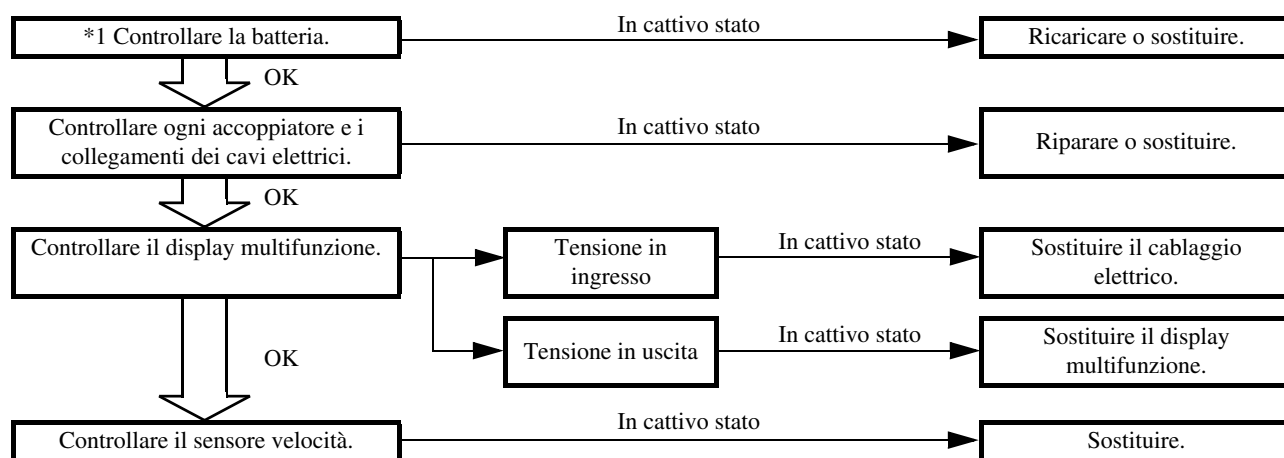 *1 Controllare la batteria.
In cattivo stato
Ricaricare o sostituire.
OK
Controllare ogni accoppiatore e i
collegamenti dei cavi elettrici.
In cattivo stato
Riparare o sostituire.
OK
Controllare il display multifunzione.
Tensione in
ingresso
In cattivo stato
Sostituire il cablaggio
elettrico.
Tensione in uscita
In cattivo stato
Sostituire il display
multifunzione.
OK
Controllare il sensore velocità.
In cattivo stato
Sostituire.